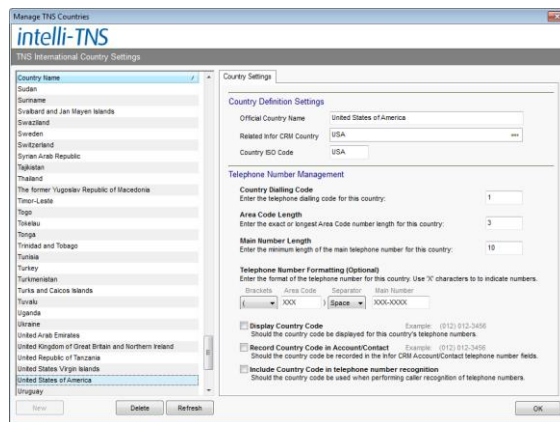 Manage TNS Countries
intelli-TNS
TNS International Country Settings
Country Name
Sudan
Suriname
Svalbard and Jan Mayen Islands
Swaziland
Sweden
Switzerland
Syrian Arab Republic
Tajikistan
Thailand
The former Yugoslav Republic of Macedonia
Timor-Leste
Togo
Tokelau
Tonga
Trinidad and Tobago
Tunisia
Turkey
Turkmenistan
Turks and Caicos Islands
Tuvalu
Uganda
Ukraine
United Arab Emirates
United Kingdom of Great Britain and Northern Ireland
United Republic of Tanzania
United States Virgin Islands
United States of America
Uruguay
New Delete Refresh
Country Settings
Country Definition Settings
Official Country Name United States of America
Related Infor CRM Country USA
Country ISO Code USA
Telephone Number Management
Country Dialling Code
Enter the telephone dialling code for this country: 1
Area Code Length
Enter the exact or longest Area Code number length for this country: 3
Main Number Length
Enter the minimum length of the main telephone number for this country: 10
Telephone Number Formatting (Optional)
Enter the format of the telephone number for this country. Use 'X' characters to to indicate numbers.
Brackets Area Code Separator Main Number
( XXX ) Space XXX-XXXX
Display Country Code Example: (012) 012-3456
Should the country code be displayed for this country's telephone numbers.
Record Country Code in Account/Contact Example: (012) 012-3456
Should the country code be recorded in the Infor CRM Account/Contact telephone number fields.
Include Country Code in telephone number recognition
Should the country code be used when performing caller recognition of telephone numbers.
OK